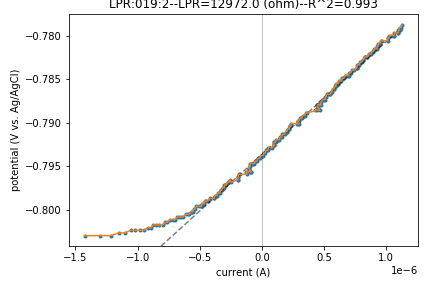 LPR:019:2--LPR=12972.0 (ohm)--R^2=0.993
−0.780
−0.785
−0.790
−0.795
−0.800
potential (V vs. Ag/AgCl)
−1.5 −1.0 −0.5 0.0 0.5 1.0
1e−6
current (A)